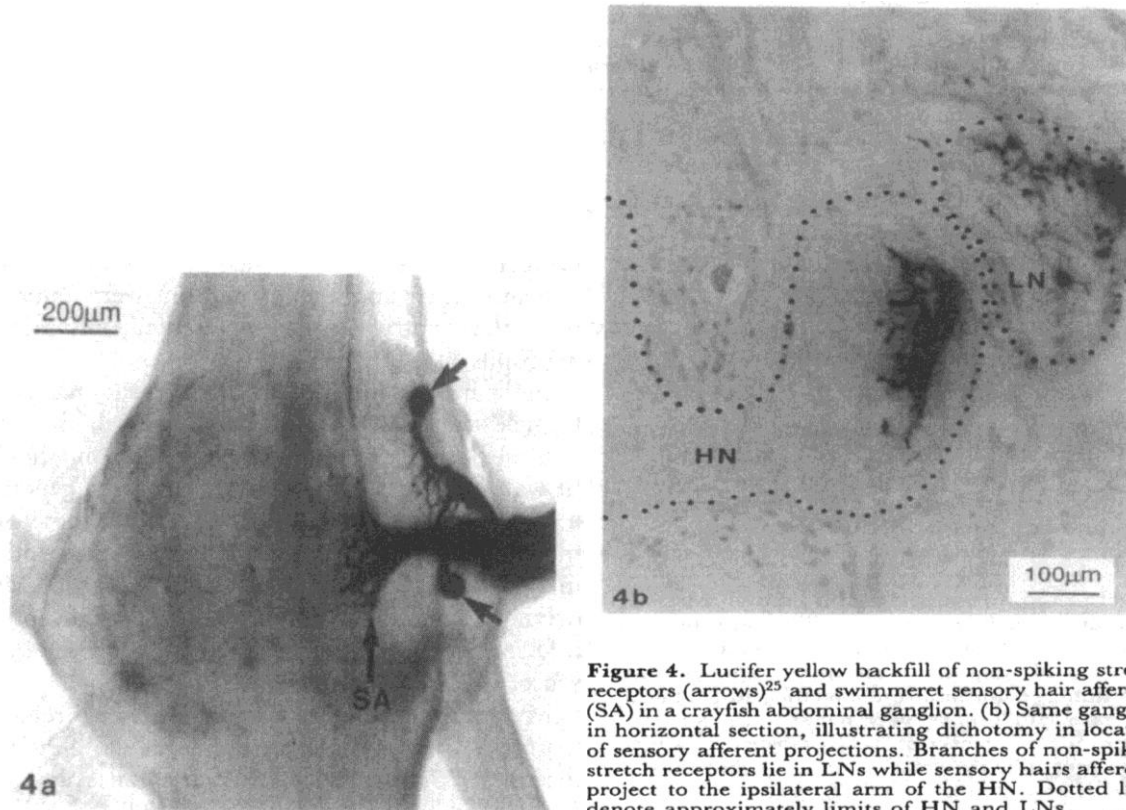 200µm
SA
4a
LN
HN
100µm
4b
Figure 4. Lucifer yellow backfill of non-spiking stre
receptors (arrows)25 and swimmeret sensory hair affere
(SA) in a crayfish abdominal ganglion. (b) Same gang
in horizontal section, illustrating dichotomy in loca
of sensory afferent projections. Branches of non-spik
stretch receptors lie in LNs while sensory hairs affere
project to the ipsilateral arm of the HN. Dotted l
denote approximately limits of HN and LNs